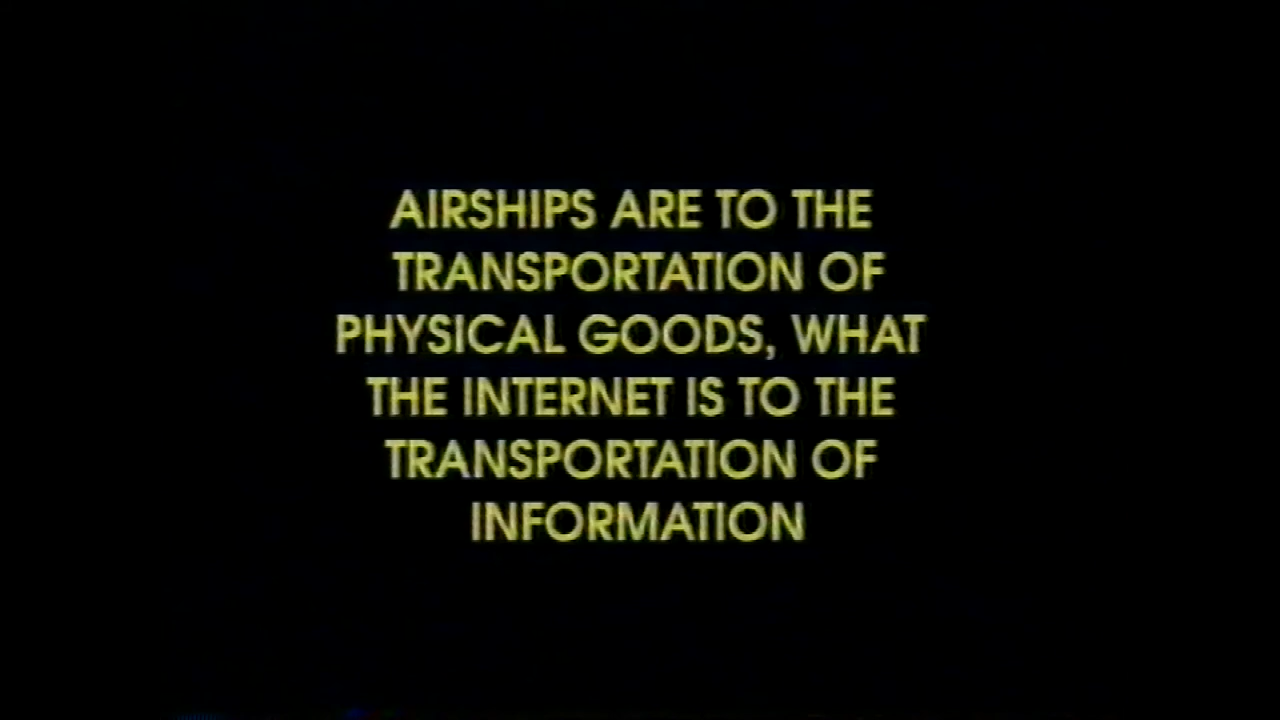 AIRSHIPS ARE TO THE
TRANSPORTATION OF
PHYSICAL GOODS, WHAT
THE INTERNET IS TO THE
TRANSPORTATION OF
INFORMATION